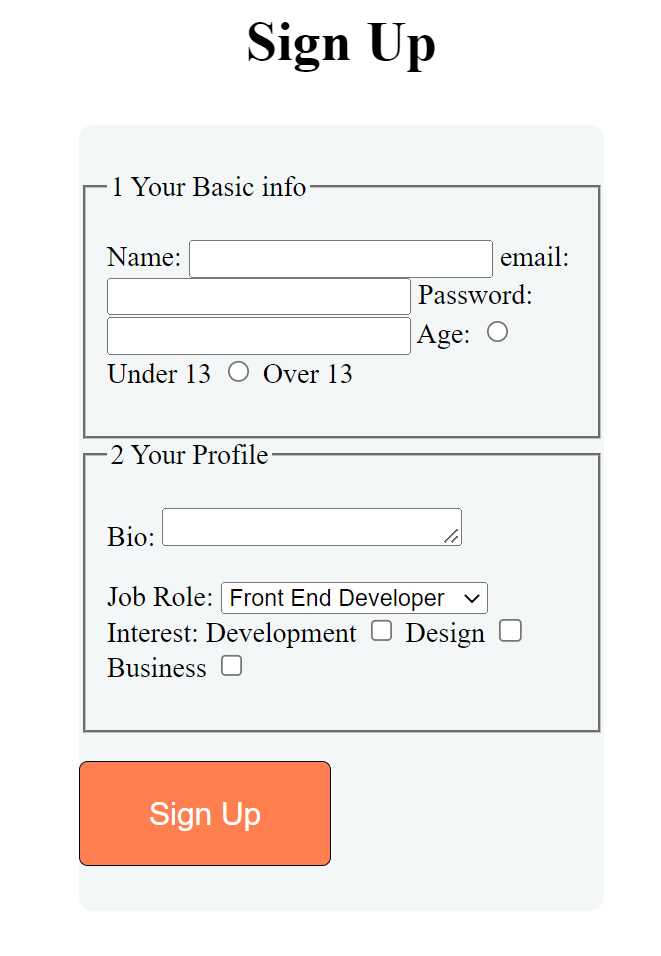 Sign Up
1 Your Basic info
Name: email:
Password:
Age:
Under 13 Over 13
2 Your Profile
Bio:
Job Role: Front End Developer
Interest: Development Design
Business
Sign Up